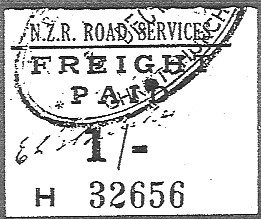 N.Z.R. ROAD SERVICES
FREIGHT
PAID
1/-
H 32656